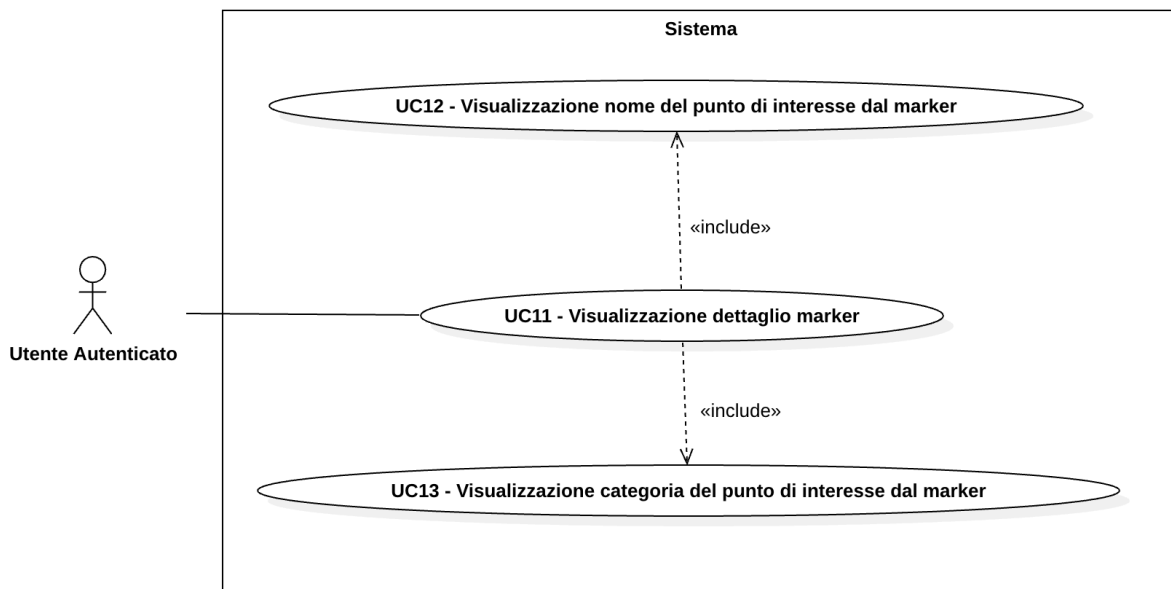 Sistema
UC12 - Visualizzazione nome del punto di interesse dal marker
«include»
UC11 - Visualizzazione dettaglio marker
Utente Autenticato
«include»
UC13 - Visualizzazione categoria del punto di interesse dal marker